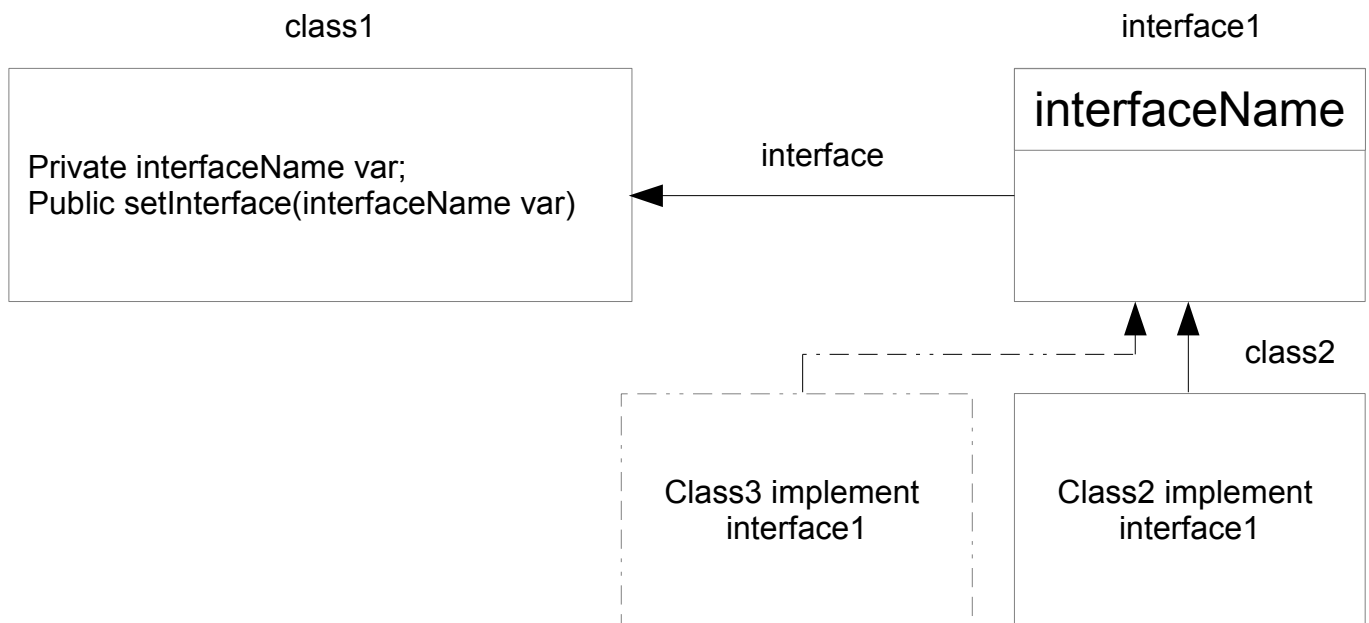 class1
interface1
interfaceName
Private interfaceName var;
Public setInterface(interfaceName var)
interface
class2
Class3 implement
interface1
Class2 implement
interface1